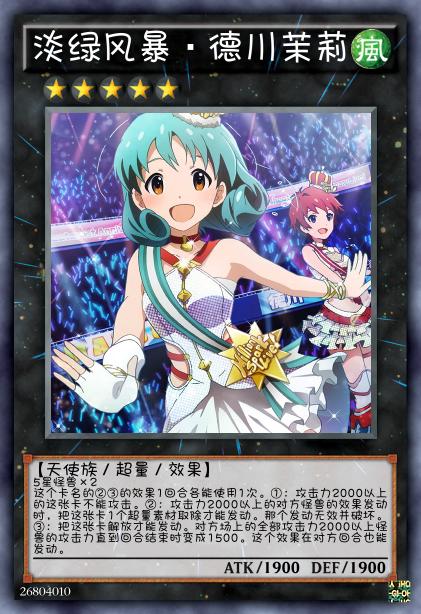 淡绿风暴·德川茉莉 風
【天使族／超量／效果】
5星怪兽×2
这个卡名的②③的效果1回合各能使用1次。①：攻击力2000以上
的这张卡不能攻击。②：攻击力2000以上的对方怪兽的效果发动
时，把这张卡1个超量素材取除才能发动。那个发动无效并破坏。
③：把这张卡解放才能发动。对方场上的全部攻击力2000以上怪
兽的攻击力直到回合结束时变成1500。这个效果在对方回合也能
发动。
ATK/1900 DEF/1900
26804010